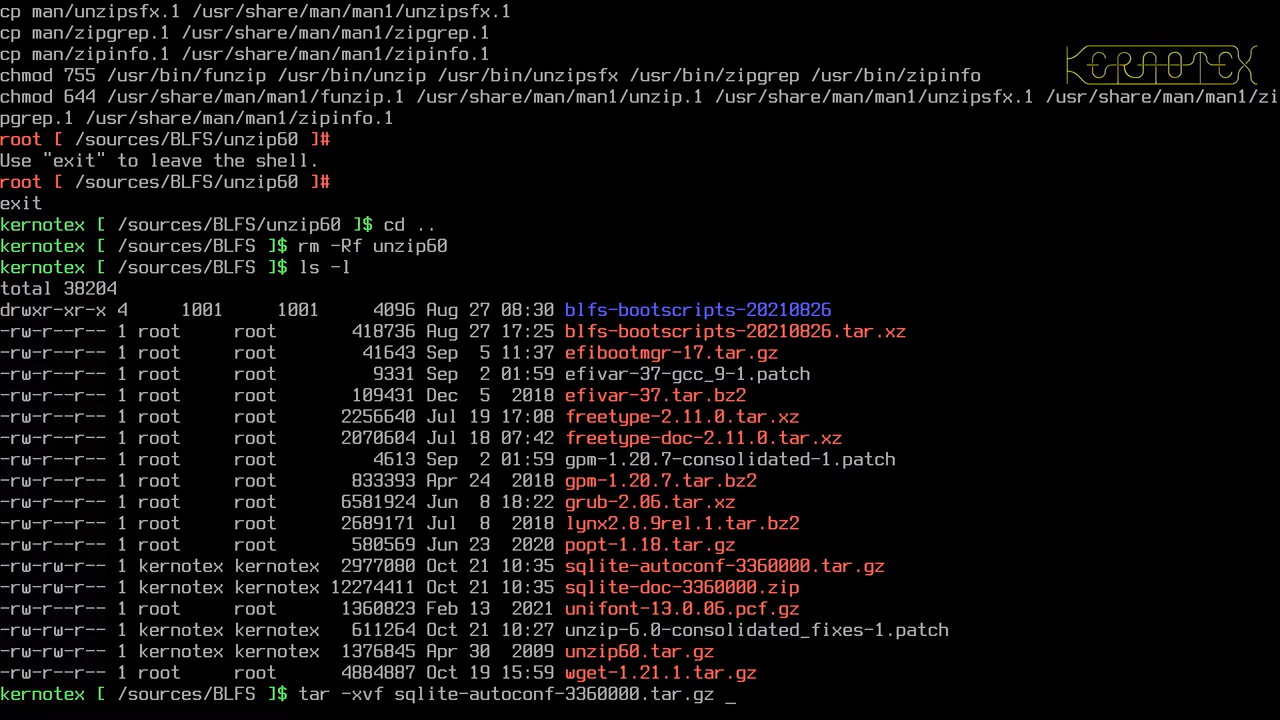 cp man/unzipsfx.1 /usr/share/man/man1/unzipsfx.1
cp man/zipgrep.1 /usr/share/man/man1/zipgrep.1
cp man/zipinfo.1 /usr/share/man/man1/zipinfo.1
KERNOTEX
chmod 755 /usr/bin/funzip /usr/bin/unzip /usr/bin/unzipsfx /usr/bin/zipgrep /usr/bin/zipinfo
chmod 644 /usr/share/man/man1/funzip.1 /usr/share/man/man1/unzip.1 /usr/share/man/man1/unzipsfx.1 /usr/share/man/man1/zi
pgrep.1 /usr/share/man/man1/zipinfo.1
root [ /sources/BLFS/unzip60 ]#
Use "exit" to leave the shell.
root [ /sources/BLFS/unzip60 ]#
exit
kernotex [ /sources/BLFS/unzip60 ]$ cd ..
kernotex [ /sources/BLFS ]$ rm -Rf unzip60
kernotex [ /sources/BLFS ]$ ls -l
total 38204
drwxr-xr-x 4     1001     1001     4096 Aug 27 08:30 blfs-bootscripts-20210826
-rw-r--r-- 1 root     root       418736 Aug 27 17:25 blfs-bootscripts-20210826.tar.xz
-rw-r--r-- 1 root     root        41643 Sep  5 11:37 efibootmgr-17.tar.gz
-rw-r--r-- 1 root     root         9331 Sep  2 01:59 efivar-37-gcc_9-1.patch
-rw-r--r-- 1 root     root       109431 Dec  5  2018 efivar-37.tar.bz2
-rw-r--r-- 1 root     root      2256640 Jul 19 17:08 freetype-2.11.0.tar.xz
-rw-r--r-- 1 root     root      2070604 Jul 18 07:42 freetype-doc-2.11.0.tar.xz
-rw-r--r-- 1 root     root         4613 Sep  2 01:59 gpm-1.20.7-consolidated-1.patch
-rw-r--r-- 1 root     root       833393 Apr 24  2018 gpm-1.20.7.tar.bz2
-rw-r--r-- 1 root     root      6581924 Jun  8 18:22 grub-2.06.tar.xz
-rw-r--r-- 1 root     root      2689171 Jul  8  2018 lynx2.8.9rel.1.tar.bz2
-rw-r--r-- 1 root     root       580569 Jun 23  2020 popt-1.18.tar.gz
-rw-rw-r-- 1 kernotex kernotex  2977080 Oct 21 10:35 sqlite-autoconf-3360000.tar.gz
-rw-rw-r-- 1 kernotex kernotex 12274411 Oct 21 10:35 sqlite-doc-3360000.zip
-rw-r--r-- 1 root     root      1360823 Feb 13  2021 unifont-13.0.06.pcf.gz
-rw-rw-r-- 1 kernotex kernotex   611264 Oct 21 10:27 unzip-6.0-consolidated_fixes-1.patch
-rw-rw-r-- 1 kernotex kernotex  1376845 Apr 30  2009 unzip60.tar.gz
-rw-rw-r-- 1 root     root      4884887 Oct 19 15:59 wget-1.21.1.tar.gz
kernotex [ /sources/BLFS ]$ tar -xvf sqlite-autoconf-3360000.tar.gz _